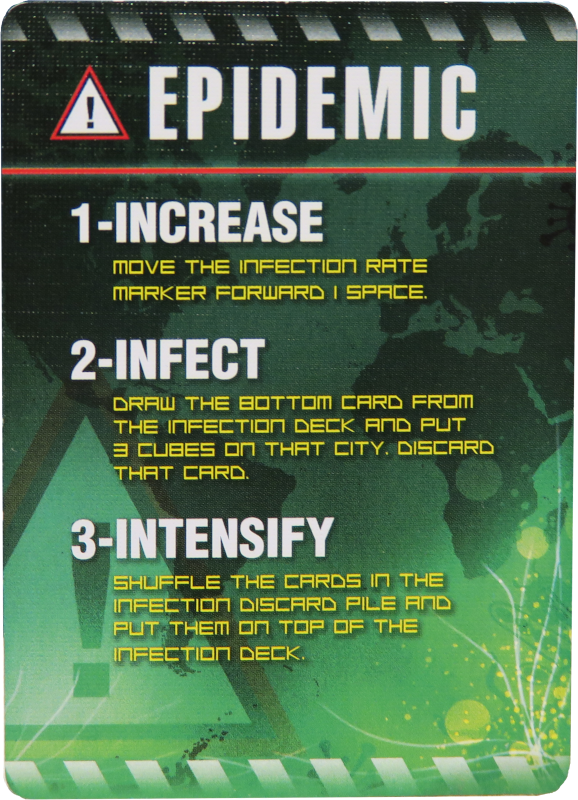 EPIDEMIC
1-INCREASE
MOVE THE INFECTION RATE
MARKER FORWARD 1 SPACE.
2-INFECT
DRAW THE BOTTOM CARD FROM
THE INFECTION DECK AND PUT
3 CUBES ON THAT CITY. DISCARD
THAT CARD.
3-INTENSIFY
SHUFFLE THE CARDS IN THE
INFECTION DISCARD PILE AND
PUT THEM ON TOP OF THE
INFECTION DECK.